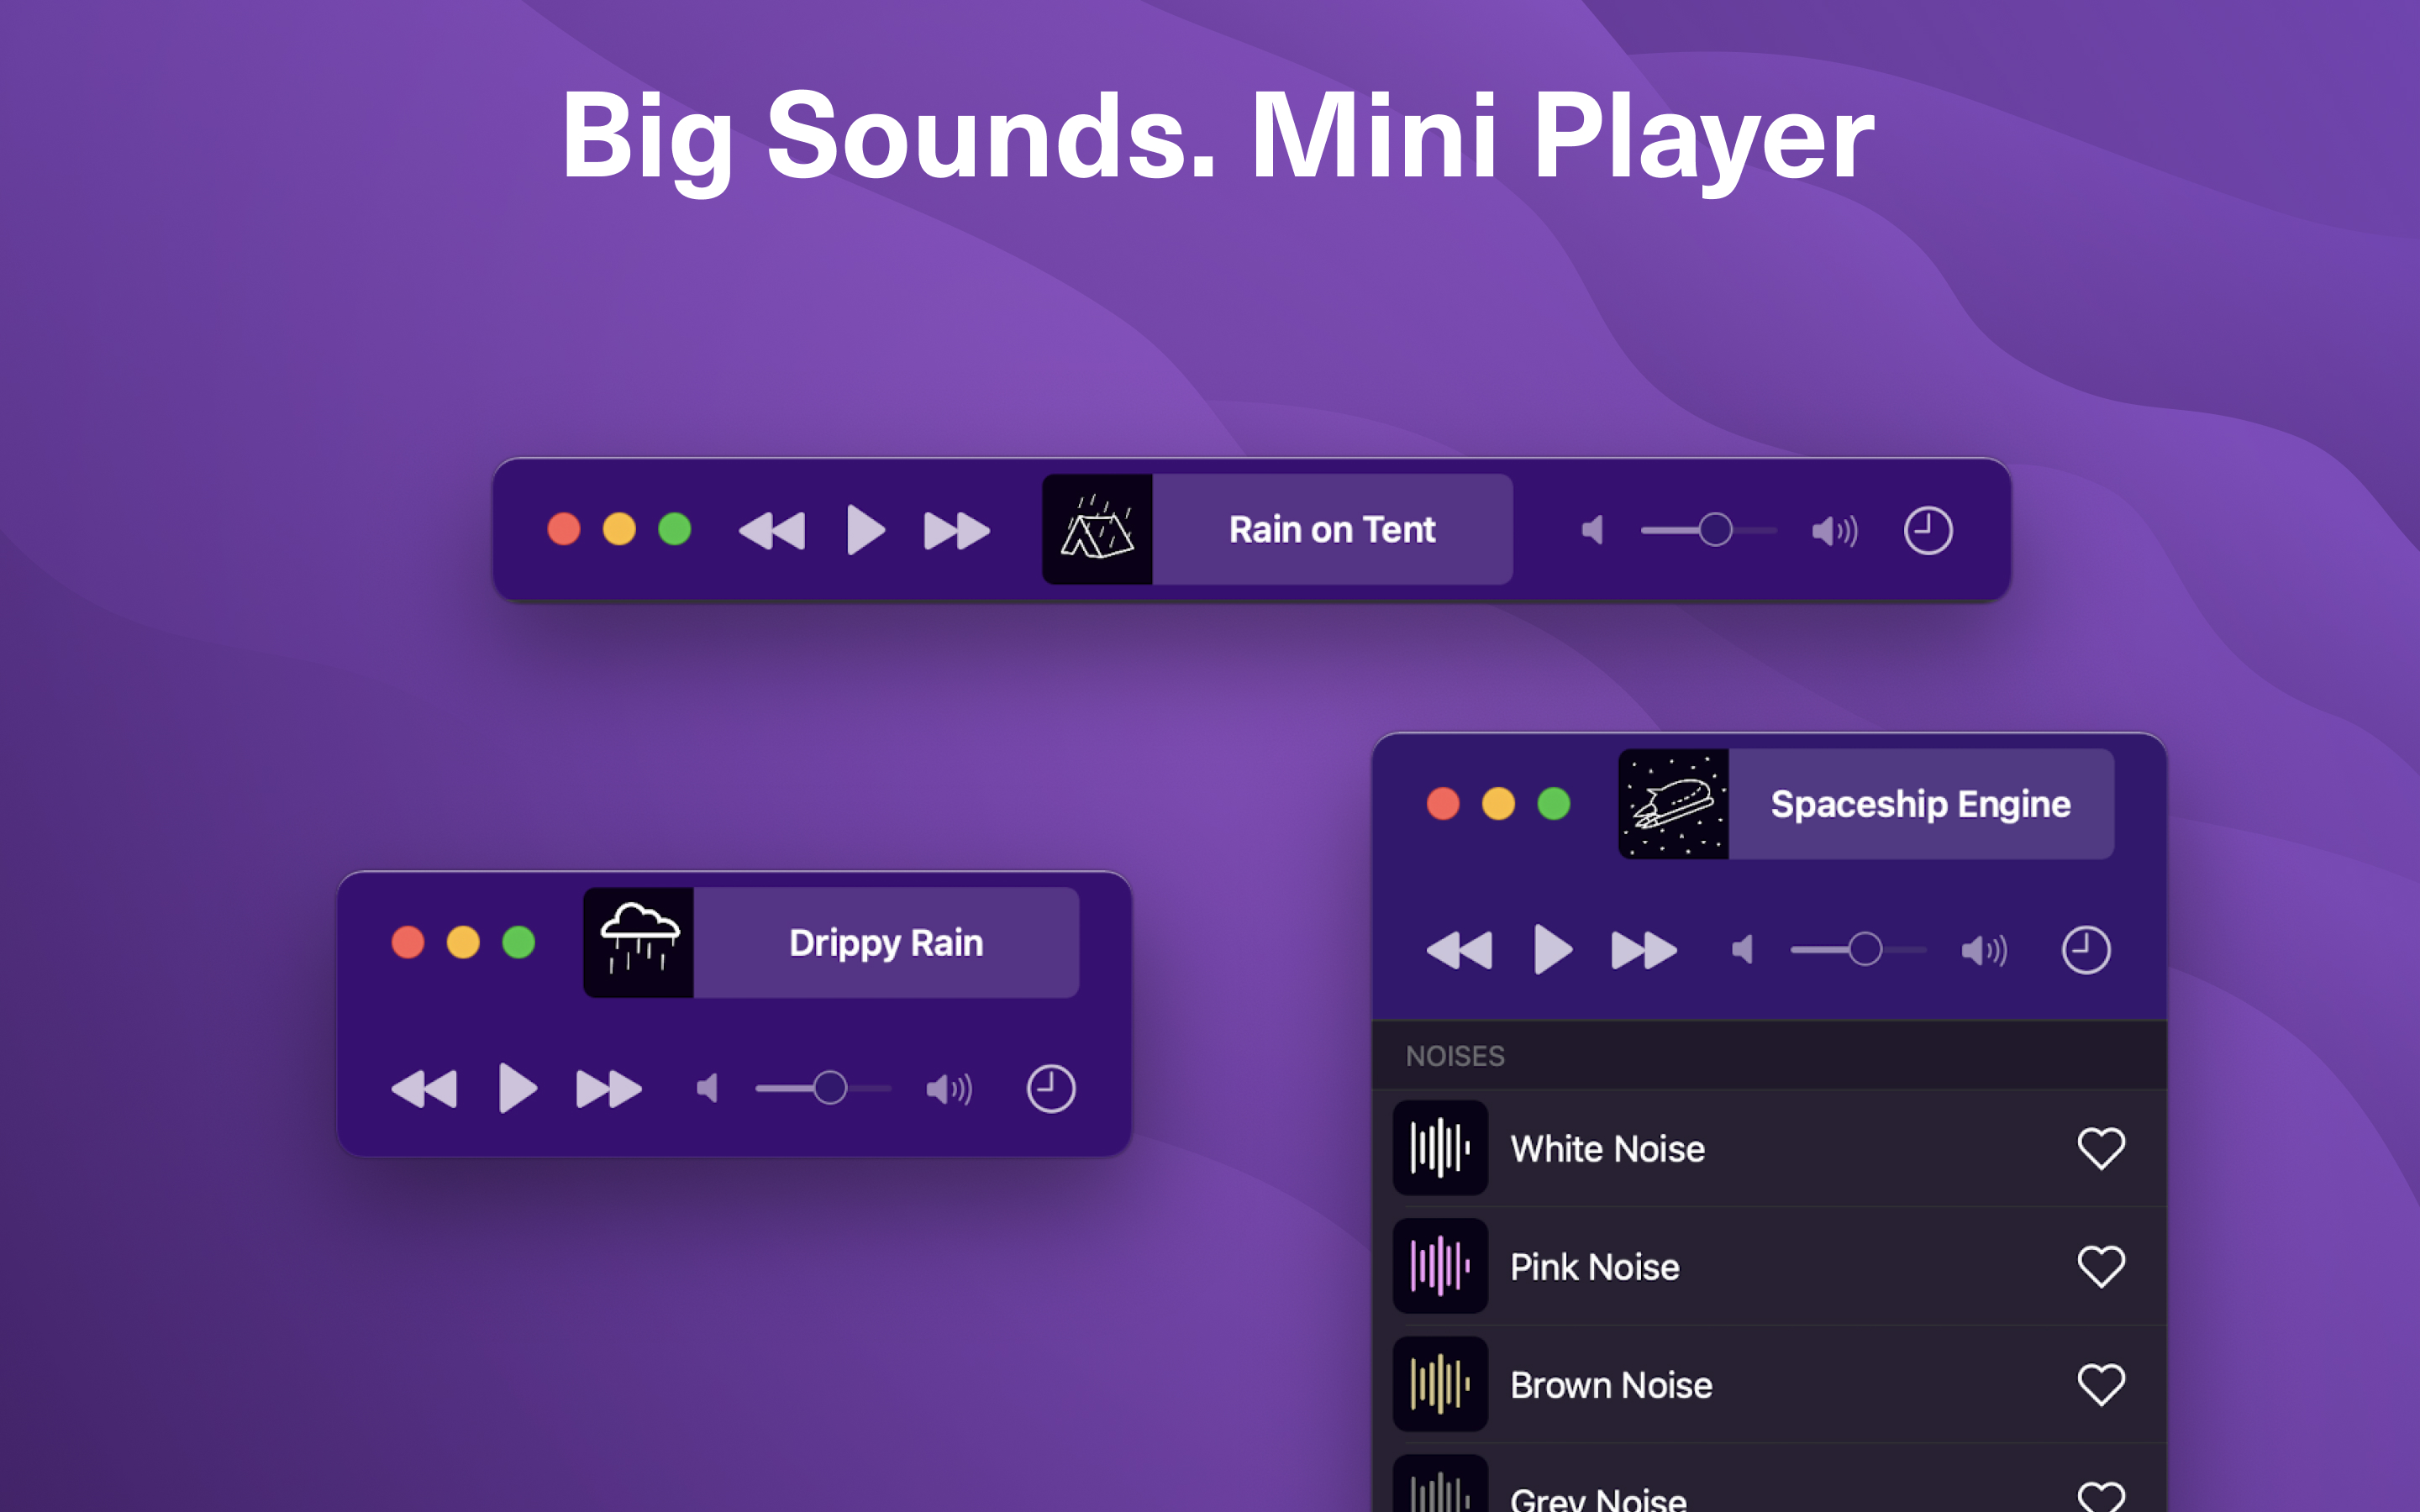 Big Sounds. Mini Player
Rain on Tent
Spaceship Engine
Drippy Rain
NOISES
White Noise
Pink Noise
Brown Noise
Grey Noise